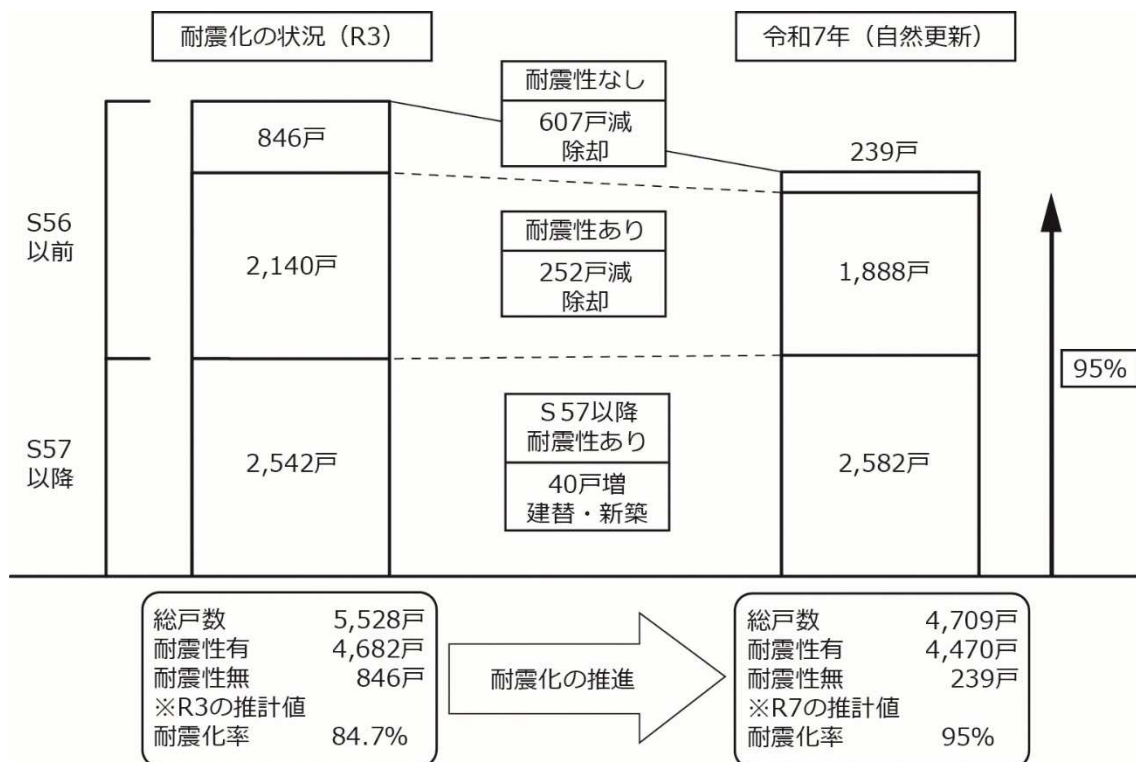 耐震化の状況（R3）
令和7年（自然更新）
耐震性なし
607戸減
除却
846戸
239戸
S56
以前
2,140戸
耐震性あり
252戸減
除却
1,888戸
95%
S57
以降
2,542戸
Ｓ57以降
耐震性あり
40戸増
建替・新築
2,582戸
総戸数 5,528戸
耐震性有 4,682戸
耐震性無 846戸
※R3の推計値
耐震化率 84.7%
耐震化の推進
総戸数 4,709戸
耐震性有 4,470戸
耐震性無 239戸
※R7の推計値
耐震化率 95%